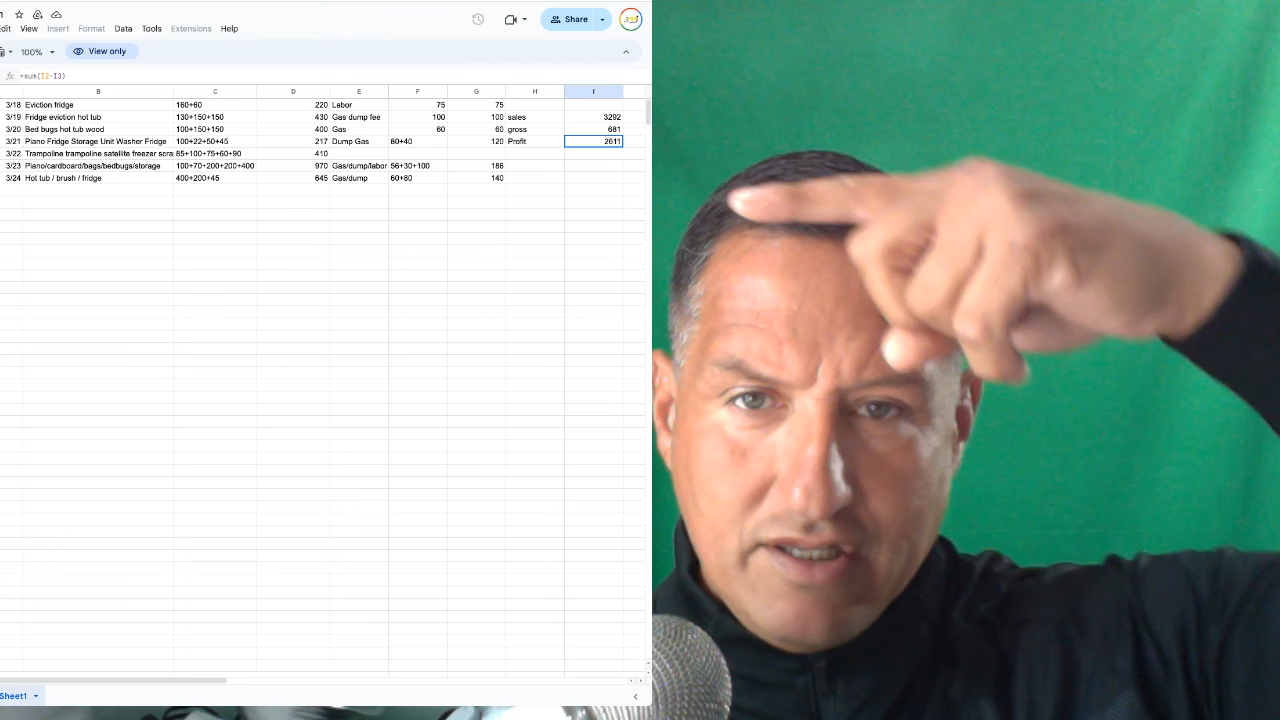 Edit View Insert Format Data Tools Extensions Help
Share
100% View only
fx =sum(I2-I3)
B C D E F G H I
3/18 Eviction fridge 160+60 220 Labor 75 75
3/19 Fridge eviction hot tub 130+150+150 430 Gas dump fee 100 100 sales 3292
3/20 Bed bugs hot tub wood 100+150+150 400 Gas 60 60 gross 681
3/21 Piano Fridge Storage Unit Washer Fridge 100+22+50+45 217 Dump Gas 80+40 120 Profit 2611
3/22 Trampoline trampoline satellite freezer scra 85+100+75+60+90 410
3/23 Piano/cardboard/bags/bedbugs/storage 100+70+200+200+400 970 Gas/dump/labor 56+30+100 186
3/24 Hot tub / brush / fridge 400+200+45 645 Gas/dump 60+80 140
Sheet1